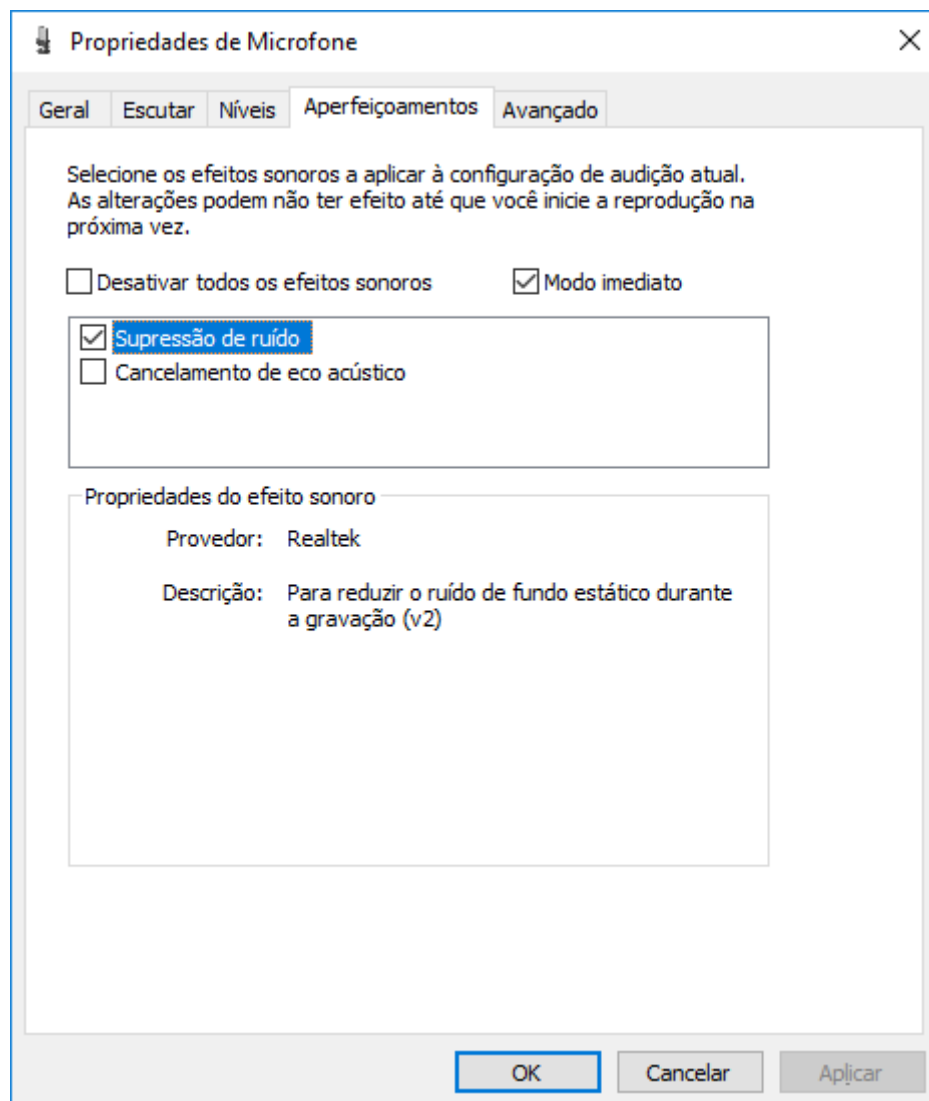 Propriedades de Microfone
Geral Escutar Níveis Aperfeiçoamentos Avançado
Selecione os efeitos sonoros a aplicar à configuração de audição atual.
As alterações podem não ter efeito até que você inicie a reprodução na
próxima vez.
Desativar todos os efeitos sonoros Modo imediato
Supressão de ruído
Cancelamento de eco acústico
Propriedades do efeito sonoro
Provedor: Realtek
Descrição: Para reduzir o ruído de fundo estático durante
a gravação (v2)
OK Cancelar Aplicar